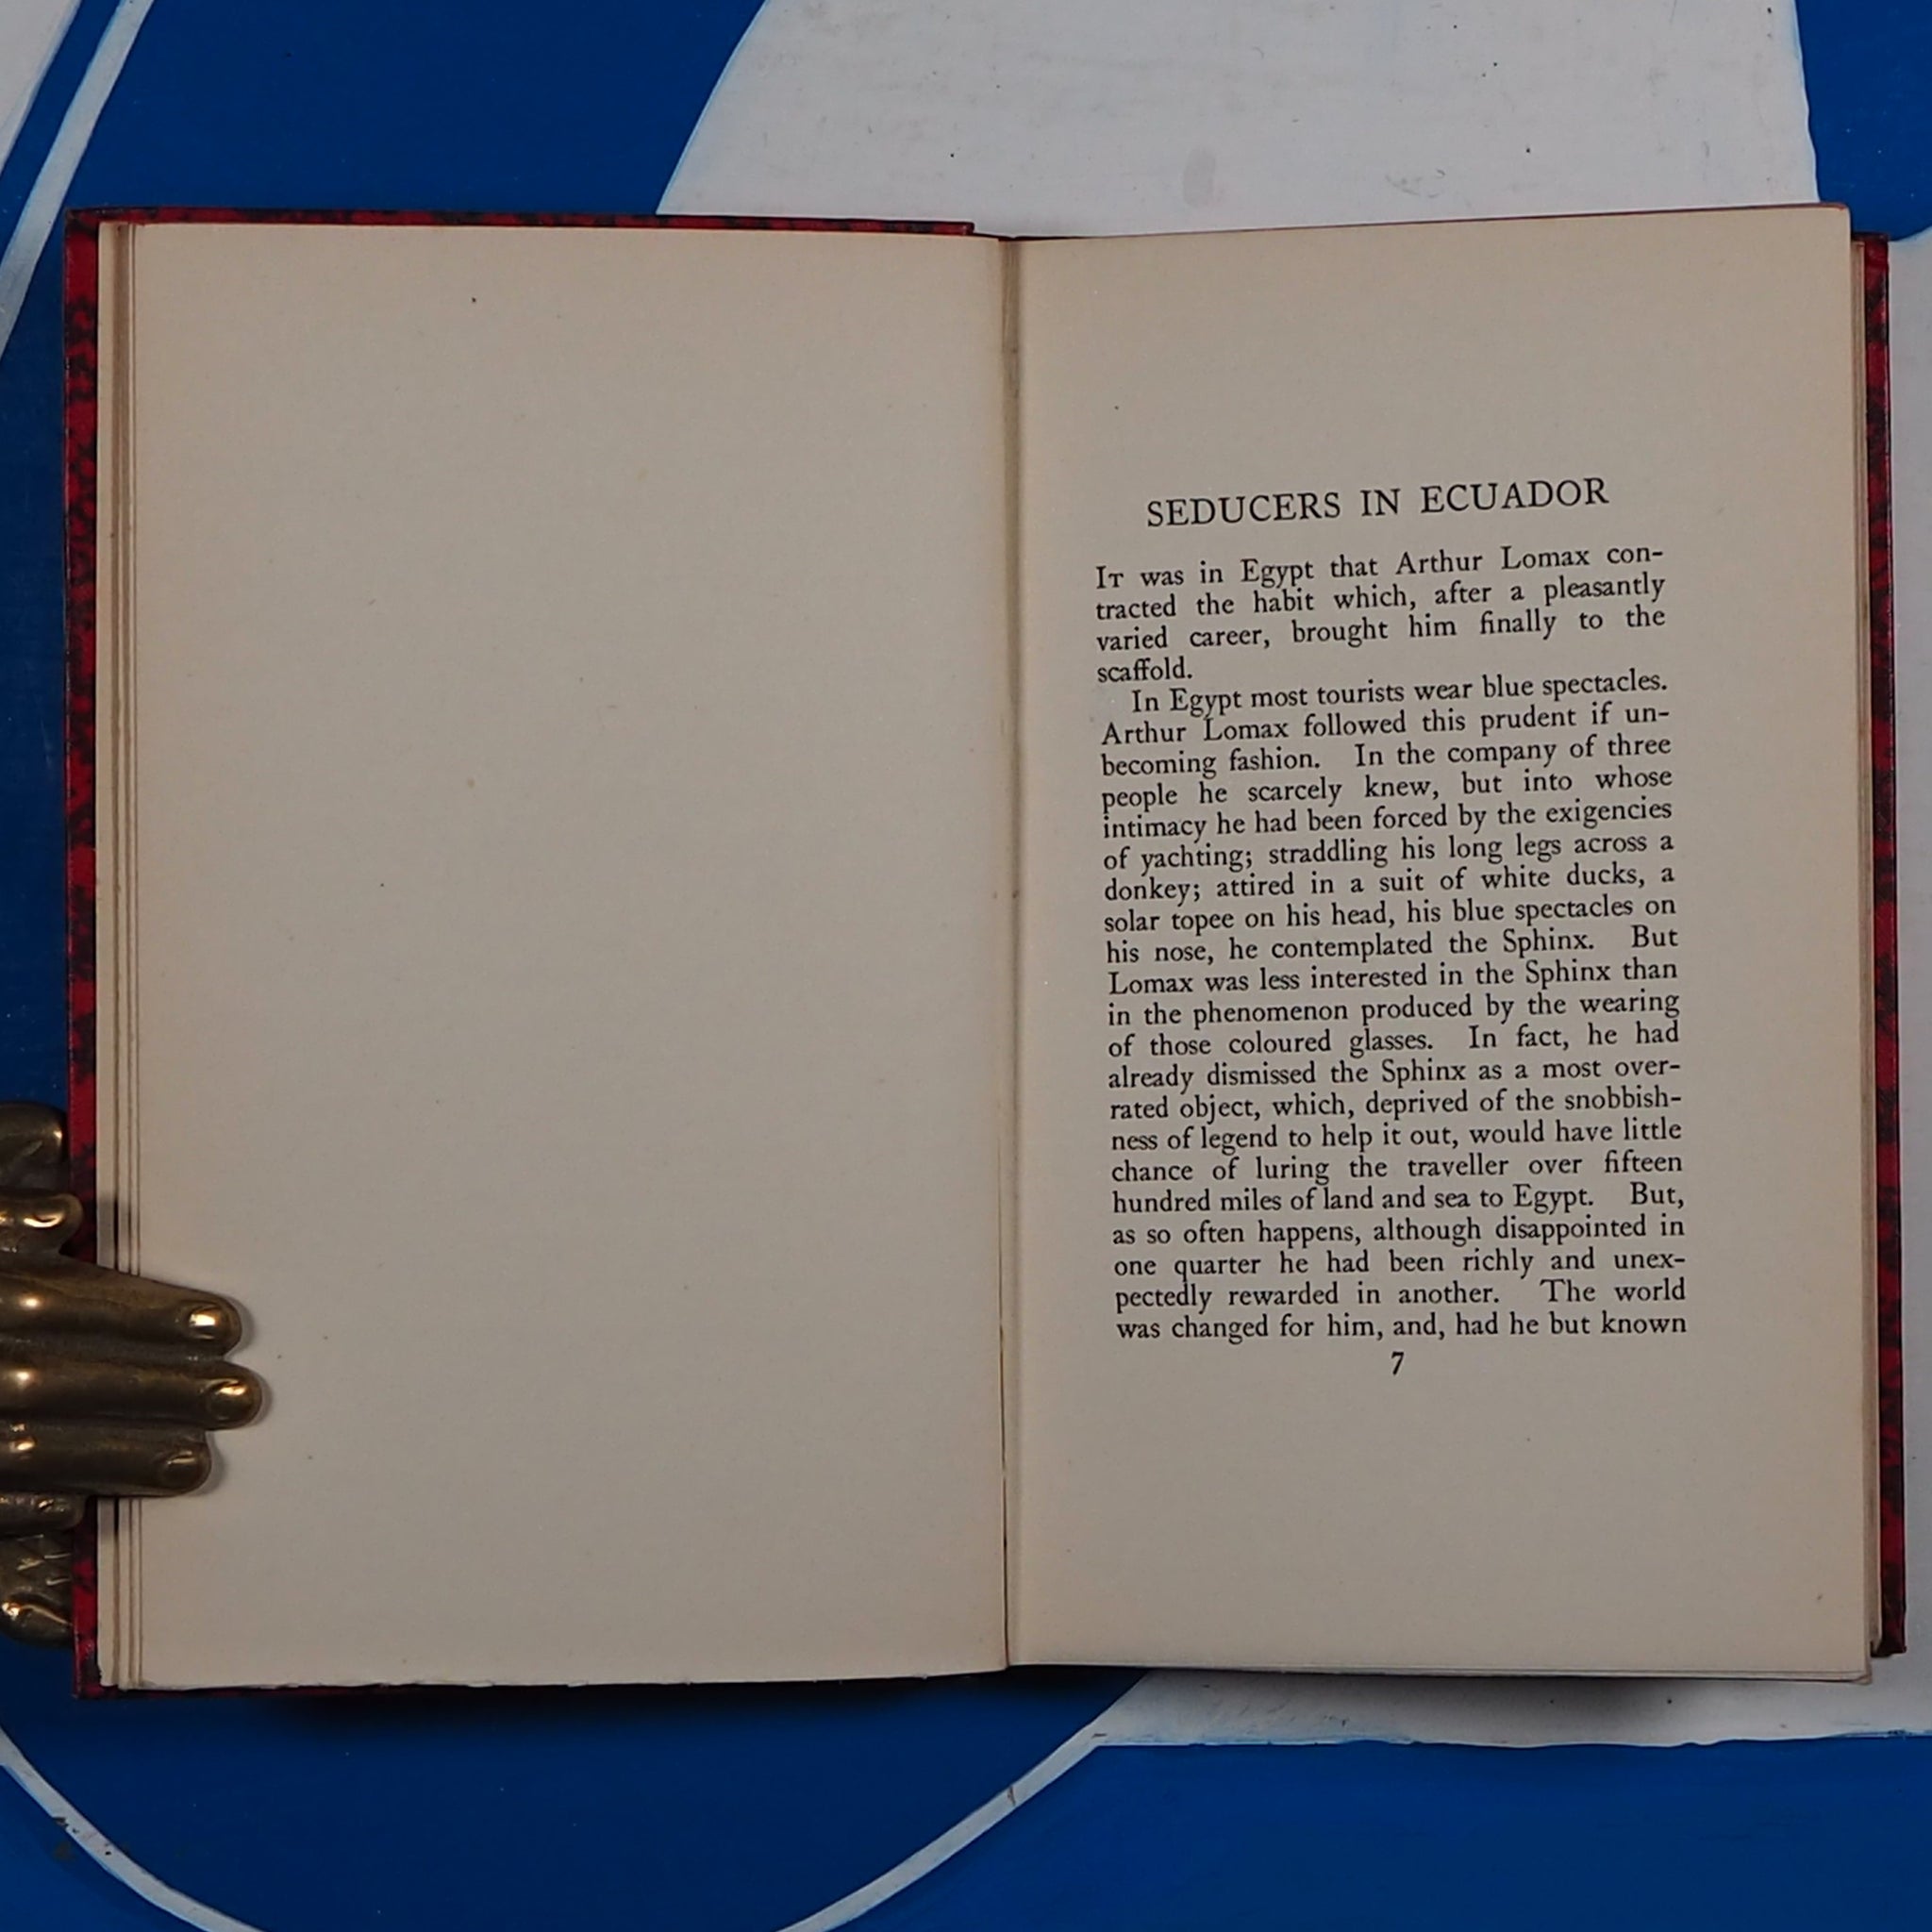 SEDUCERS IN ECUADOR
IT was in Egypt that Arthur Lomax con-
tracted the habit which, after a pleasantly
varied career, brought him finally to the
scaffold.
In Egypt most tourists wear blue spectacles.
Arthur Lomax followed this prudent if un-
becoming fashion. In the company of three
people he scarcely knew, but into whose
intimacy he had been forced by the exigencies
of yachting; straddling his long legs across a
donkey; attired in a suit of white ducks, a
solar topee on his head, his blue spectacles on
his nose, he contemplated the Sphinx. But
Lomax was less interested in the Sphinx than
in the phenomenon produced by the wearing
of those coloured glasses. In fact, he had
already dismissed the Sphinx as a most over-
rated object, which, deprived of the snobbish-
ness of legend to help it out, would have little
chance of luring the traveller over fifteen
hundred miles of land and sea to Egypt. But,
as so often happens, although disappointed in
one quarter he had been richly and unex-
pectedly rewarded in another. The world
was changed for him, and, had he but known
7